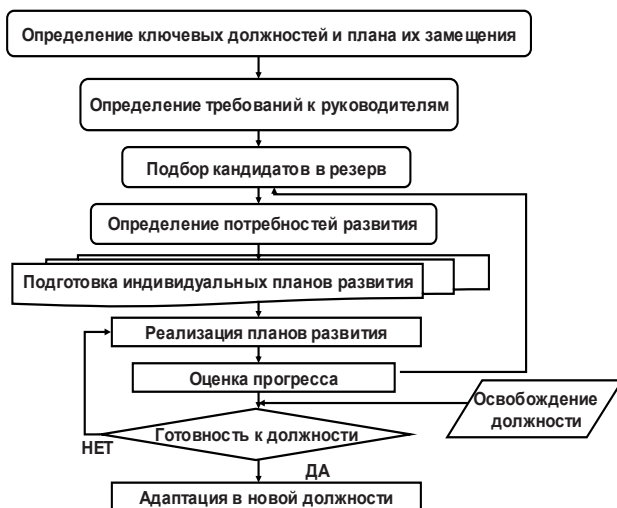 Определение ключевых должностей и плана их замещения
Определение требований к руководителям
Подбор кандидатов в резерв
Определение потребностей развития
Подготовка индивидуальных планов развития
Реализация планов развития
Оценка прогресса
Освобождение
должности
Готовность к должности
НЕТ
ДА
Адаптация в новой должности